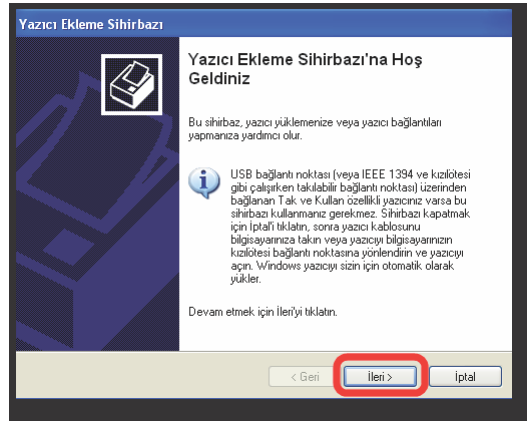 Yazıcı Ekleme Sihirbazı
Yazıcı Ekleme Sihirbazı'na Hoş
Geldiniz
Bu sihirbaz, yazıcı yüklemenize veya yazıcı bağlantıları
yapmanıza yardımcı olur.
USB bağlantı noktası (veya IEEE 1394 ve kızılötesi
gibi çalışırken takılabilir bağlantı noktası) üzerinden
bağlanan Tak ve Kullan özellikli yazıcınız varsa bu
sihirbazı kullanmanız gerekmez. Sihirbazı kapatmak
için İptal'i tıklatın, sonra yazıcı kablosunu
bilgisayarınıza takın veya yazıcıyı bilgisayarınızın
kızılötesi bağlantı noktasına yönlendirin ve yazıcıyı
açın. Windows yazıcıyı sizin için otomatik olarak
yükler.
Devam etmek için İleri'yi tıklatın.
< Geri İleri > İptal